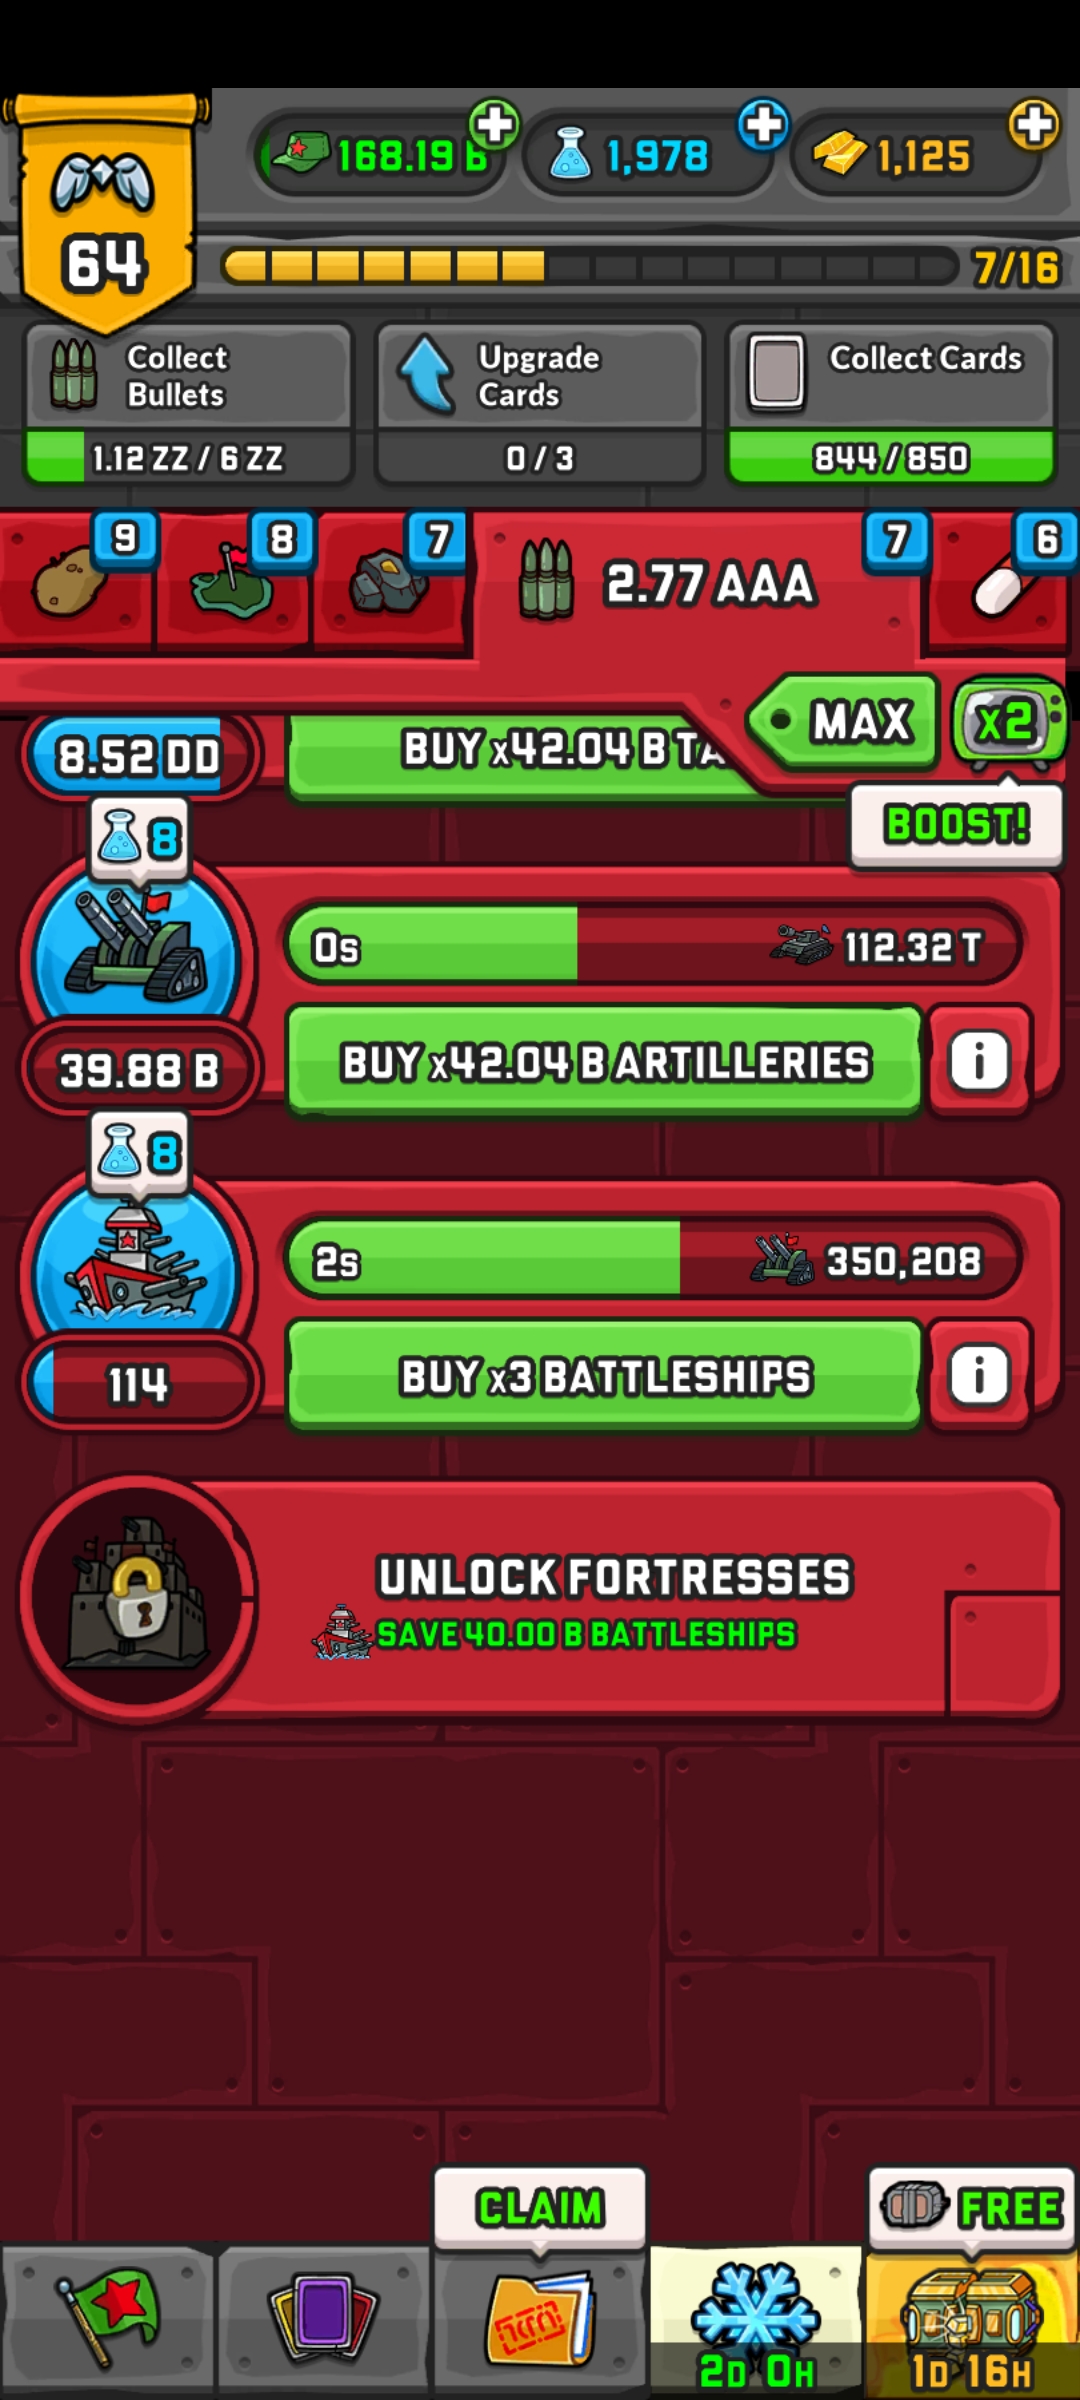 64
168.19 B
1,978
1,125
7/16
Collect
Bullets
1.12 ZZ / 6 ZZ
Upgrade
Cards
0 / 3
Collect Cards
844 / 850
9
8
7
2.77 AAA
7
6
8.52 DD
BUY x42.04 B
MAX
x2
BOOST!
8
0s
112.32 T
39.88 B
BUY x42.04 B ARTILLERIES
i
8
2s
350,208
114
BUY x3 BATTLESHIPS
i
UNLOCK FORTRESSES
SAVE 40.00 B BATTLESHIPS
CLAIM
FREE
2D 0H
1D 16H